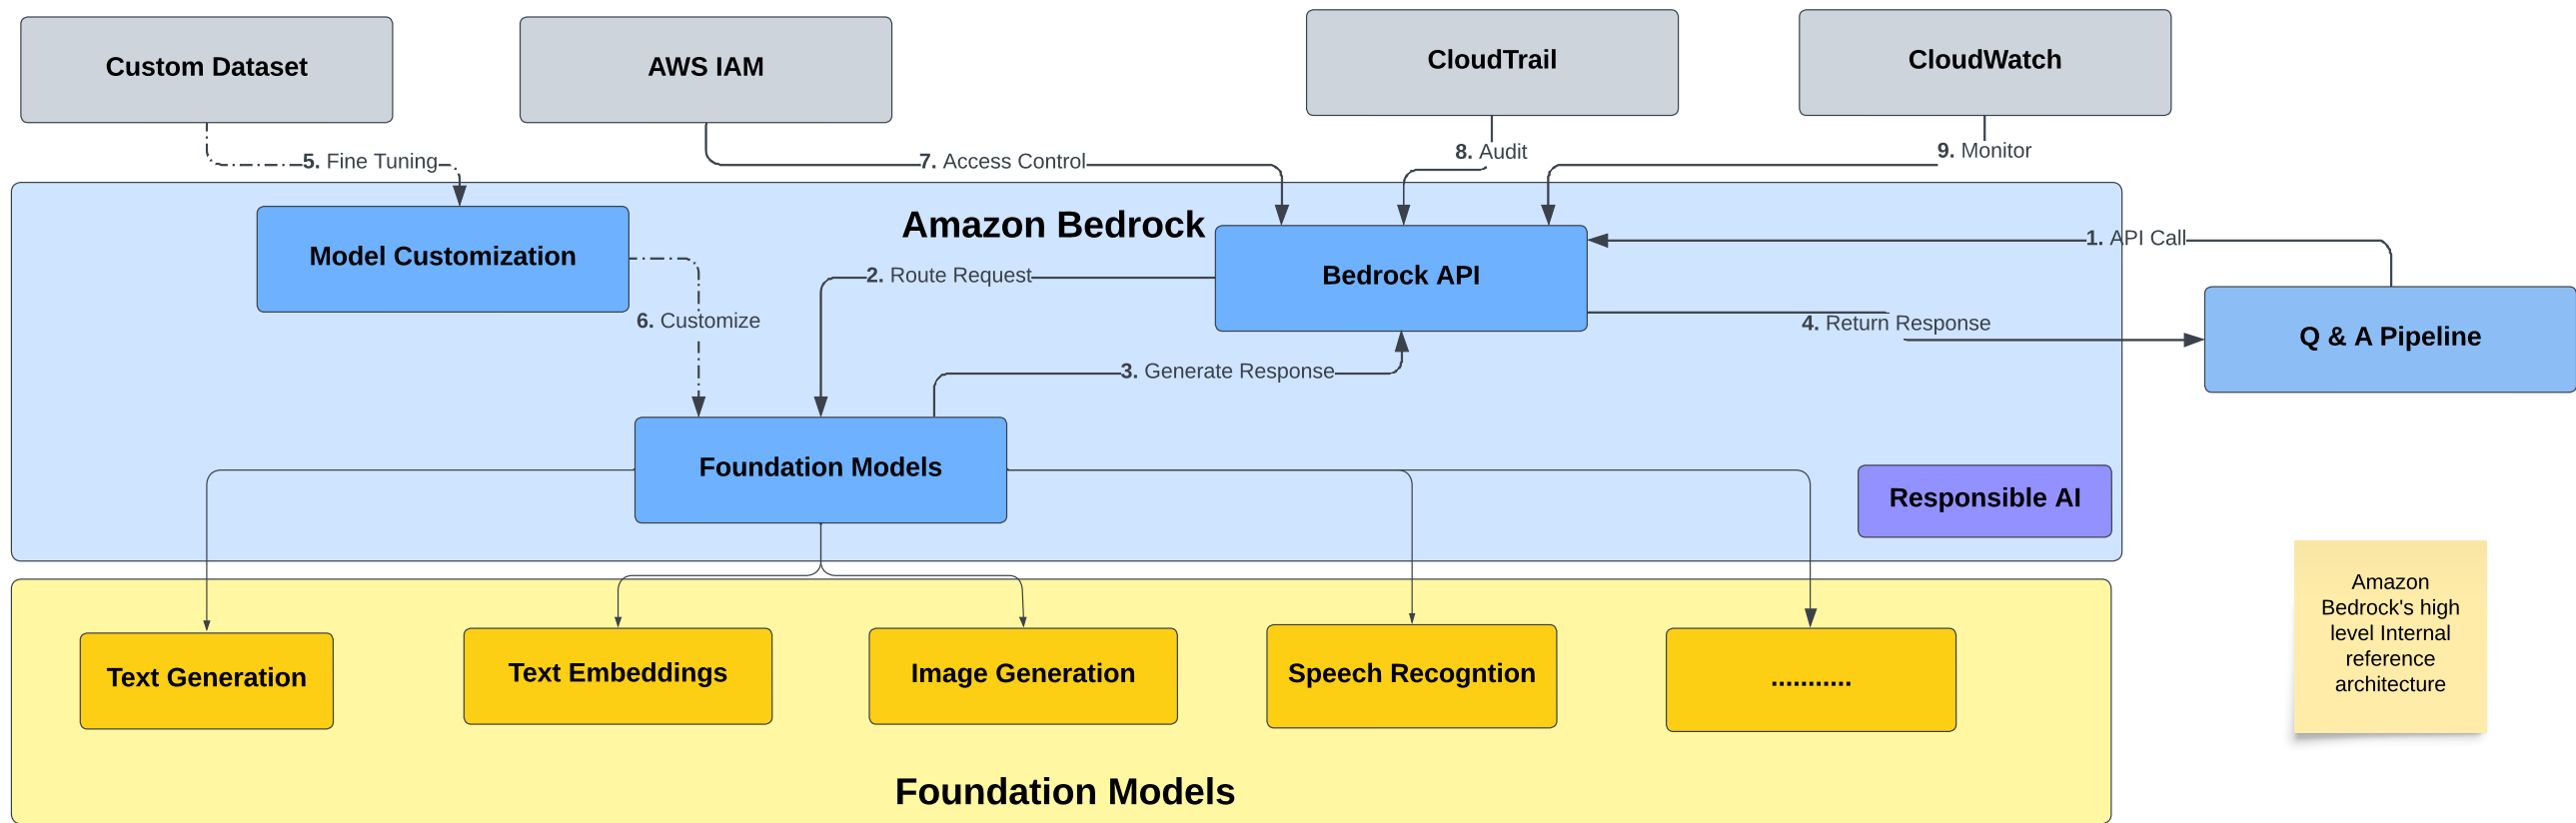 Custom Dataset
AWS IAM
CloudTrail
CloudWatch
5. Fine Tuning
7. Access Control
8. Audit
9. Monitor
Amazon Bedrock
Model Customization
Bedrock API
1. API Call
2. Route Request
6. Customize
4. Return Response
Q & A Pipeline
3. Generate Response
Foundation Models
Responsible AI
Amazon
Bedrock's high
level Internal
reference
architecture
Text Generation
Text Embeddings
Image Generation
Speech Recogntion
...........
Foundation Models